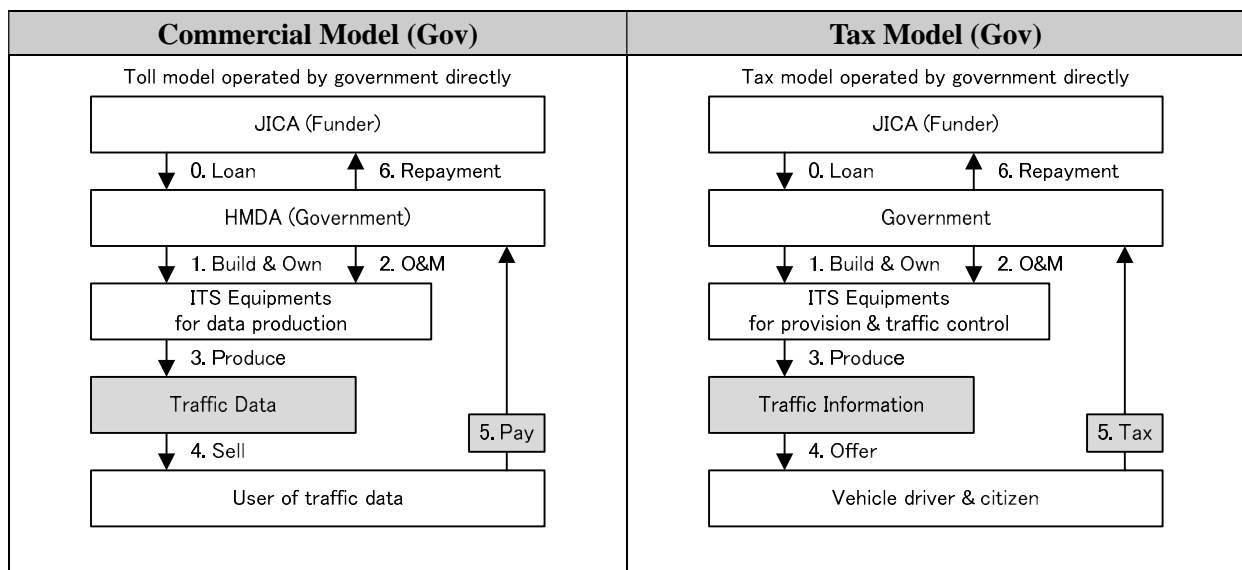 Commercial Model (Gov)
Toll model operated by government directly
JICA (Funder)
0. Loan
6. Repayment
HMDA (Government)
1. Build & Own
2. O&M
ITS Equipments
for data production
3. Produce
Traffic Data
4. Sell
5. Pay
User of traffic data
Tax Model (Gov)
Tax model operated by government directly
JICA (Funder)
0. Loan
6. Repayment
Government
1. Build & Own
2. O&M
ITS Equipments
for provision & traffic control
3. Produce
Traffic Information
4. Offer
5. Tax
Vehicle driver & citizen